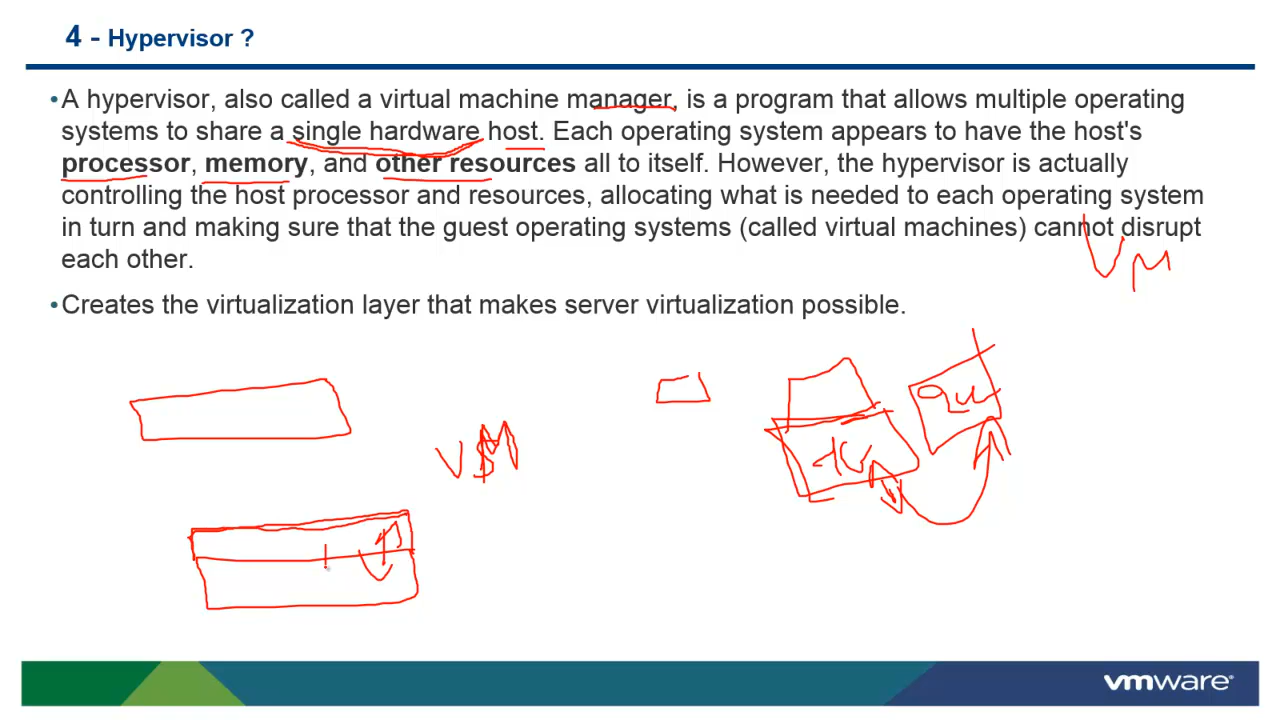 4 - Hypervisor ?
•A hypervisor, also called a virtual machine manager, is a program that allows multiple operating
systems to share a single hardware host. Each operating system appears to have the host's
processor, memory, and other resources all to itself. However, the hypervisor is actually
controlling the host processor and resources, allocating what is needed to each operating system
in turn and making sure that the guest operating systems (called virtual machines) cannot disrupt
each other.
VM
•Creates the virtualization layer that makes server virtualization possible.
vmware®